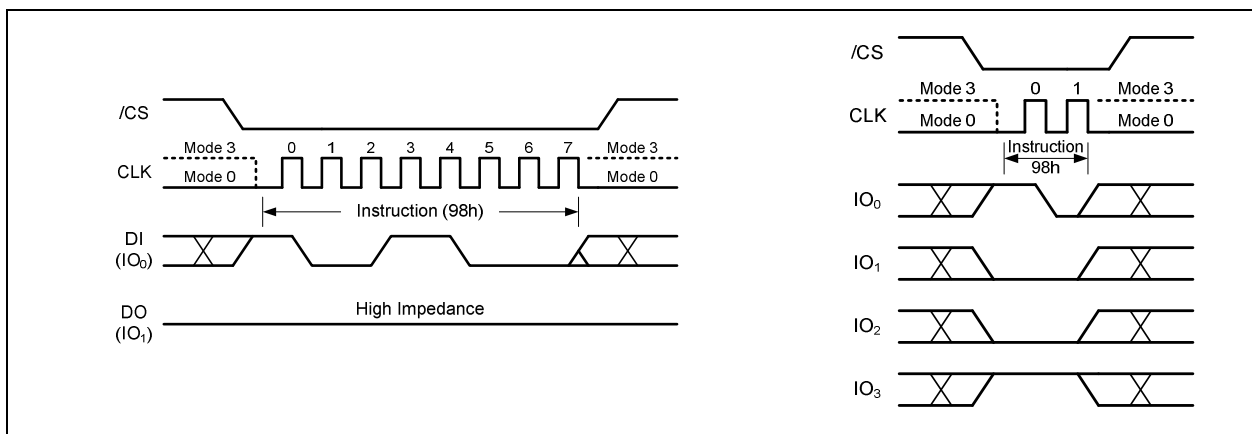 /CS
Mode 3 0 1 2 3 4 5 6 7 Mode 3
CLK Mode 0 Mode 0
Instruction (98h)
DI
(IO₀)
DO High Impedance
(IO₁)
/CS
Mode 3 0 1 Mode 3
CLK Mode 0 Mode 0
Instruction
98h
IO₀
IO₁
IO₂
IO₃